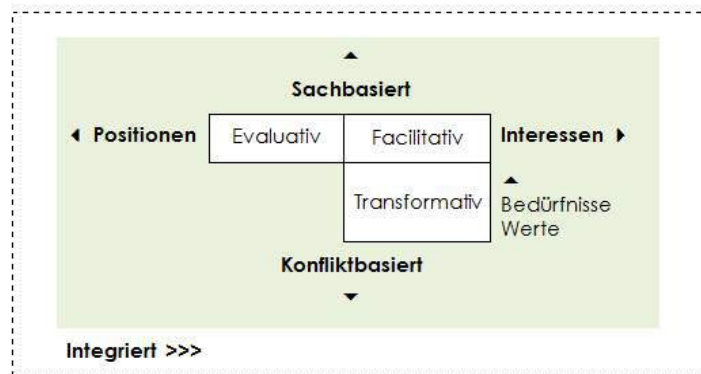 Sachbasiert
Positionen Evaluativ Facilitativ Interessen
Transformativ Bedürfnisse
Werte
Konfliktbasiert
Integriert >>>